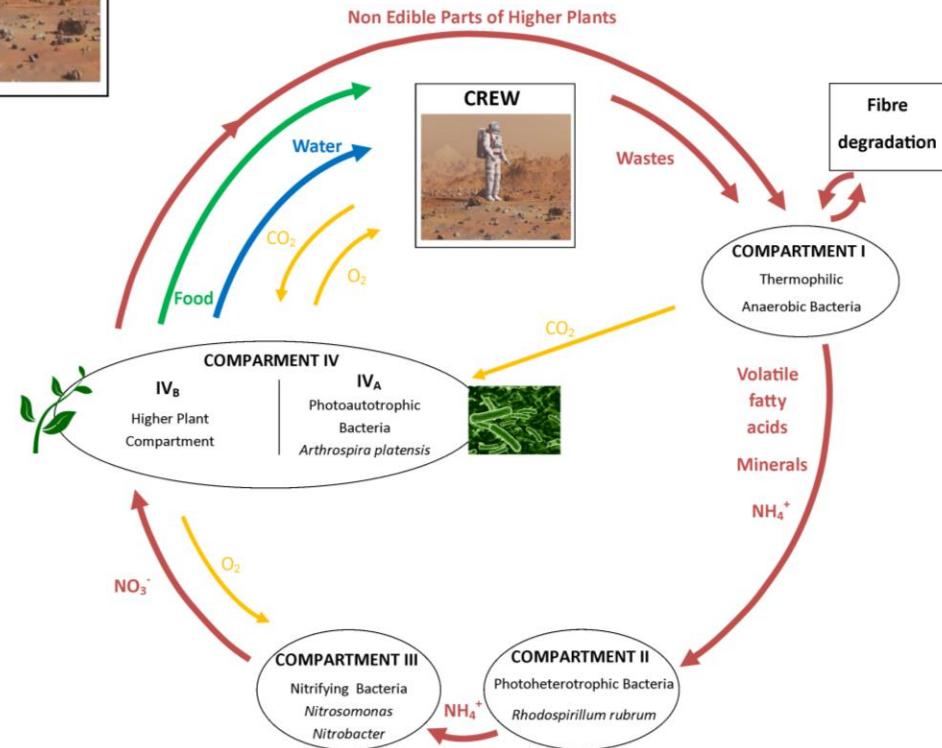 Non Edible Parts of Higher Plants
CREW
Fibre
degradation
Water
Wastes
CO₂
O₂
Food
COMPARTMENT I
Thermophilic
Anaerobic Bacteria
CO₂
COMPARMENT IV
IV_B
Higher Plant
Compartment
IV_A
Photoautotrophic
Bacteria
Arthrospira platensis
Volatile
fatty
acids
Minerals
NH₄⁺
O₂
NO₃⁻
COMPARTMENT III
Nitrifying Bacteria
Nitrosomonas
Nitrobacter
NH₄⁺
COMPARTMENT II
Photoheterotrophic Bacteria
Rhodospirillum rubrum